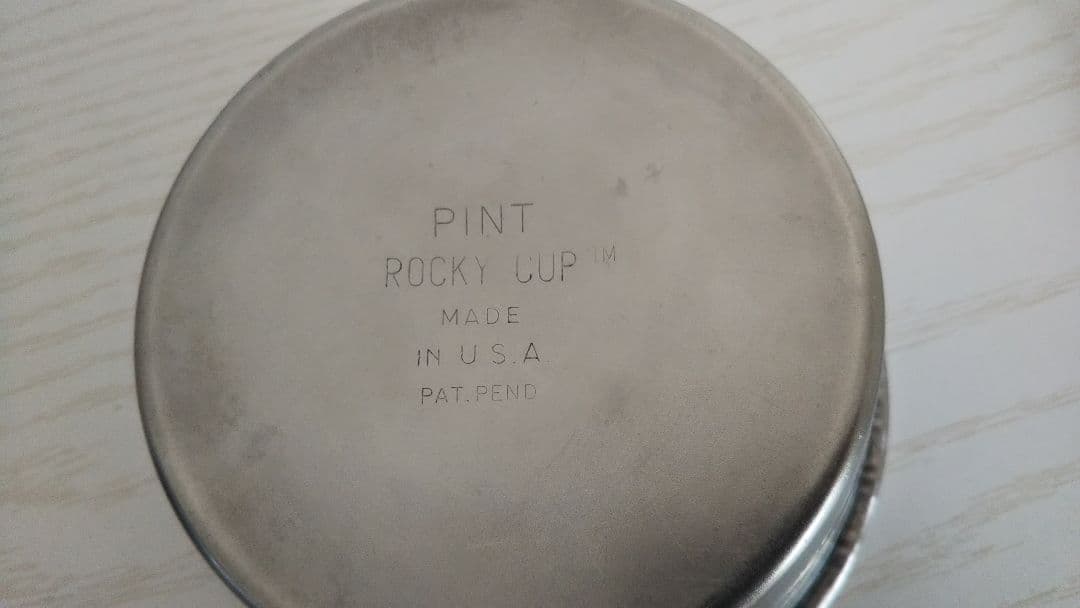 PINT
ROCKY CUP TM
MADE
IN U.S.A.
PAT. PEND